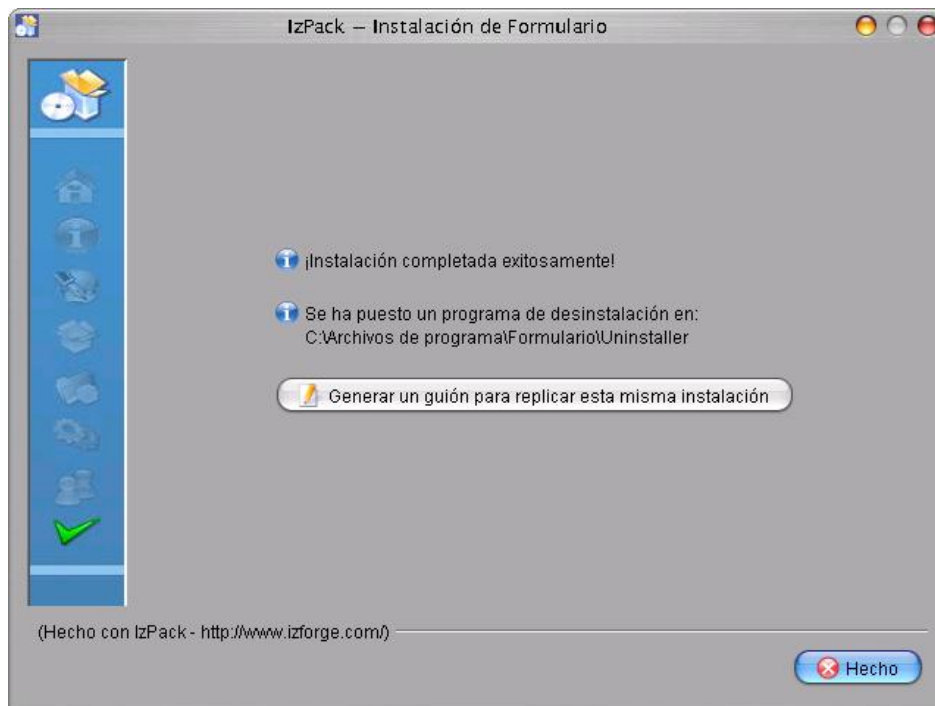 IzPack – Instalación de Formulario
¡Instalación completada exitosamente!
Se ha puesto un programa de desinstalación en:
C:\Archivos de programa\Formulario\Uninstaller
Generar un guión para replicar esta misma instalación
(Hecho con IzPack - http://www.izforge.com/)
Hecho